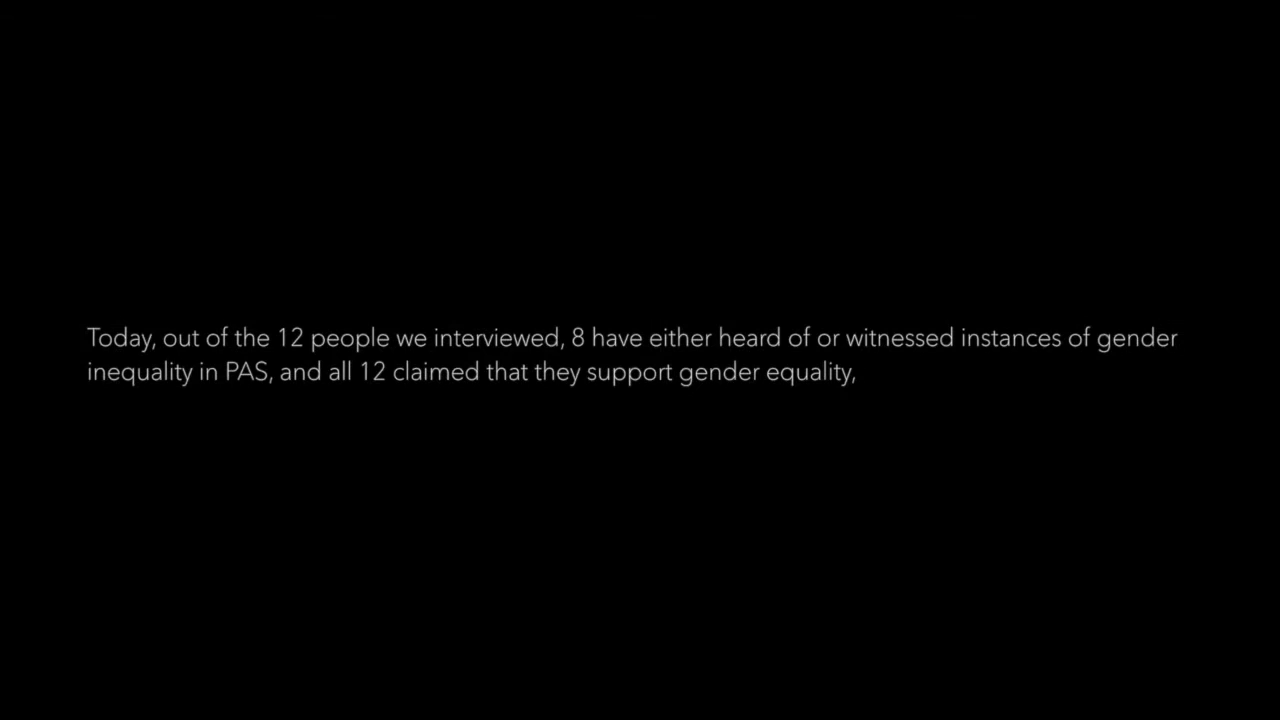 Today, out of the 12 people we interviewed, 8 have either heard of or witnessed instances of gender
inequality in PAS, and all 12 claimed that they support gender equality,